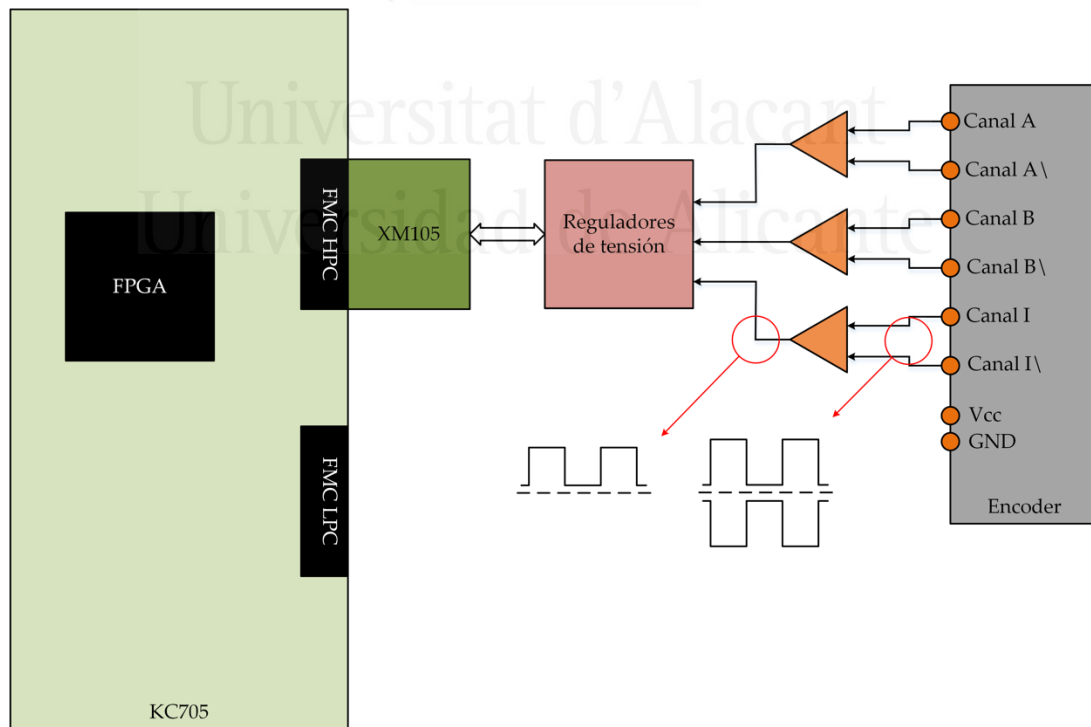 Universitat d'Alacant
Universidad de Alicante
FPGA
FMC HPC
XM105
Reguladores
de tensión
Canal A
Canal A\
Canal B
Canal B\
Canal I
Canal I\
Vcc
GND
Encoder
FMC LPC
KC705